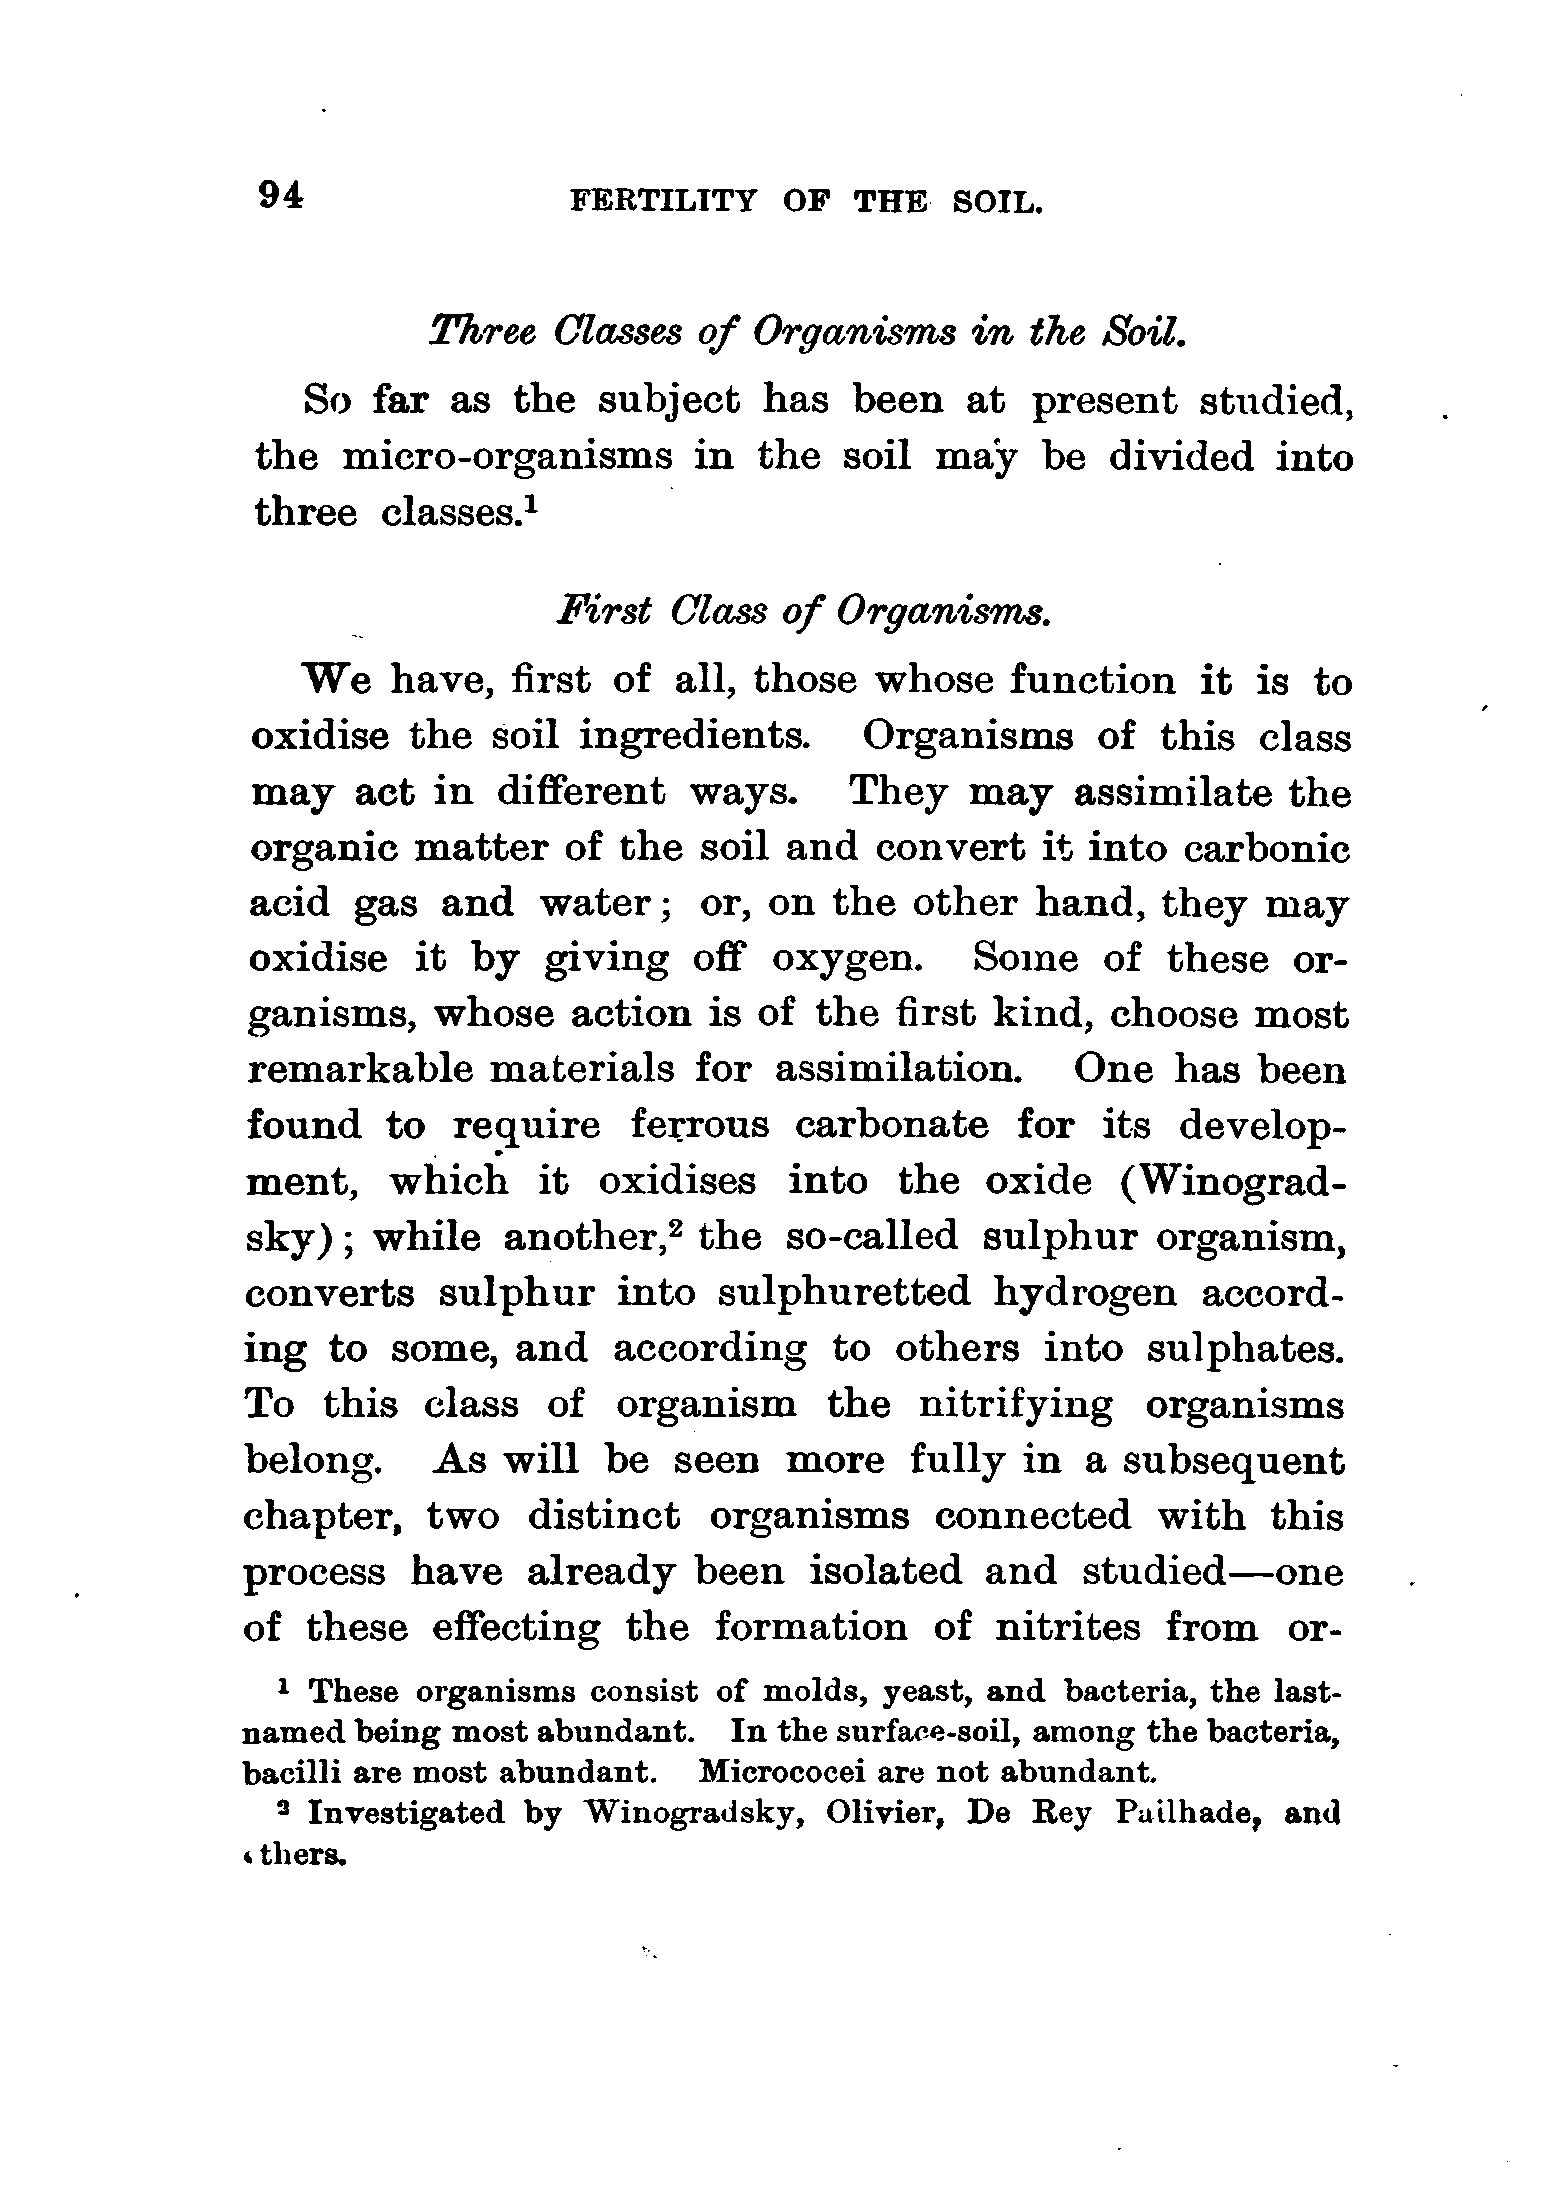 94 FERTILITY OF THE SOIL.
Three Classes of Organisms in the Soil.
So far as the subject has been at present studied,
the micro-organisms in the soil may be divided into
three classes.¹
First Class of Organisms.
We have, first of all, those whose function it is to
oxidise the soil ingredients. Organisms of this class
may act in different ways. They may assimilate the
organic matter of the soil and convert it into carbonic
acid gas and water; or, on the other hand, they may
oxidise it by giving off oxygen. Some of these or-
ganisms, whose action is of the first kind, choose most
remarkable materials for assimilation. One has been
found to require ferrous carbonate for its develop-
ment, which it oxidises into the oxide (Winograd-
sky); while another,² the so-called sulphur organism,
converts sulphur into sulphuretted hydrogen accord-
ing to some, and according to others into sulphates.
To this class of organism the nitrifying organisms
belong. As will be seen more fully in a subsequent
chapter, two distinct organisms connected with this
process have already been isolated and studied—one
of these effecting the formation of nitrites from or-
¹ These organisms consist of molds, yeast, and bacteria, the last-
named being most abundant. In the surface-soil, among the bacteria,
bacilli are most abundant. Micrococei are not abundant.
² Investigated by Winogradsky, Olivier, De Rey Pailhade, and
others.